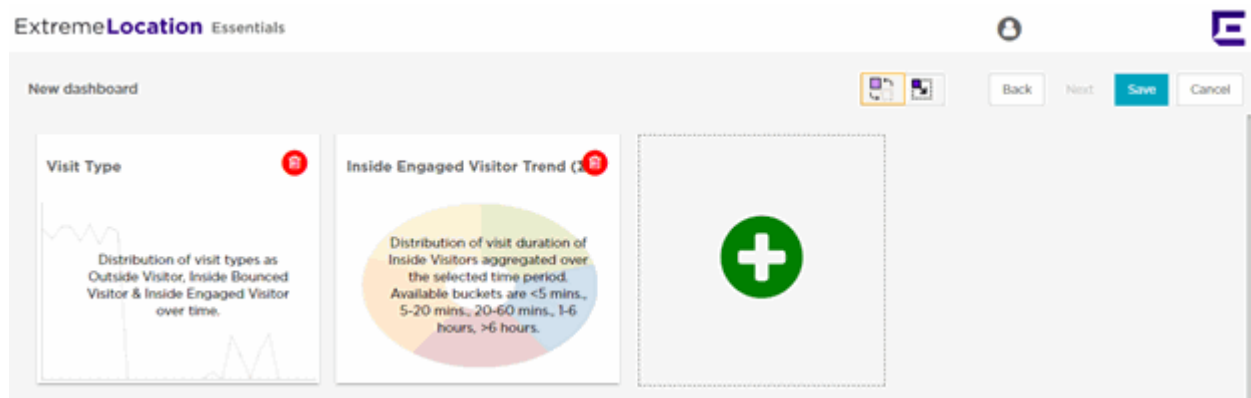 ExtremeLocation Essentials
New dashboard
Back Next Save Cancel
Visit Type
Distribution of visit types as
Outside Visitor, Inside Bounced
Visitor & Inside Engaged Visitor
over time.
Inside Engaged Visitor Trend (
Distribution of visit duration of
Inside Visitors aggregated over
the selected time period.
Available buckets are <5 mins.,
5-20 mins., 20-60 mins., 1-6
hours, >6 hours.